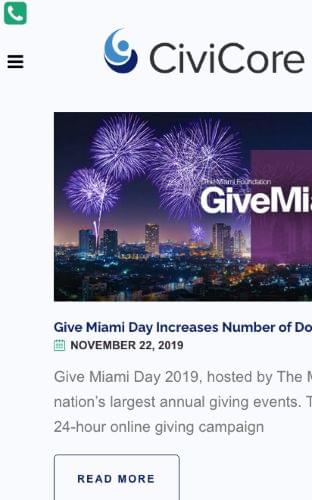 CiviCore
The Miami Foundation
GiveMia
Give Miami Day Increases Number of Do
NOVEMBER 22, 2019
Give Miami Day 2019, hosted by The M
nation's largest annual giving events. T
24-hour online giving campaign
READ MORE